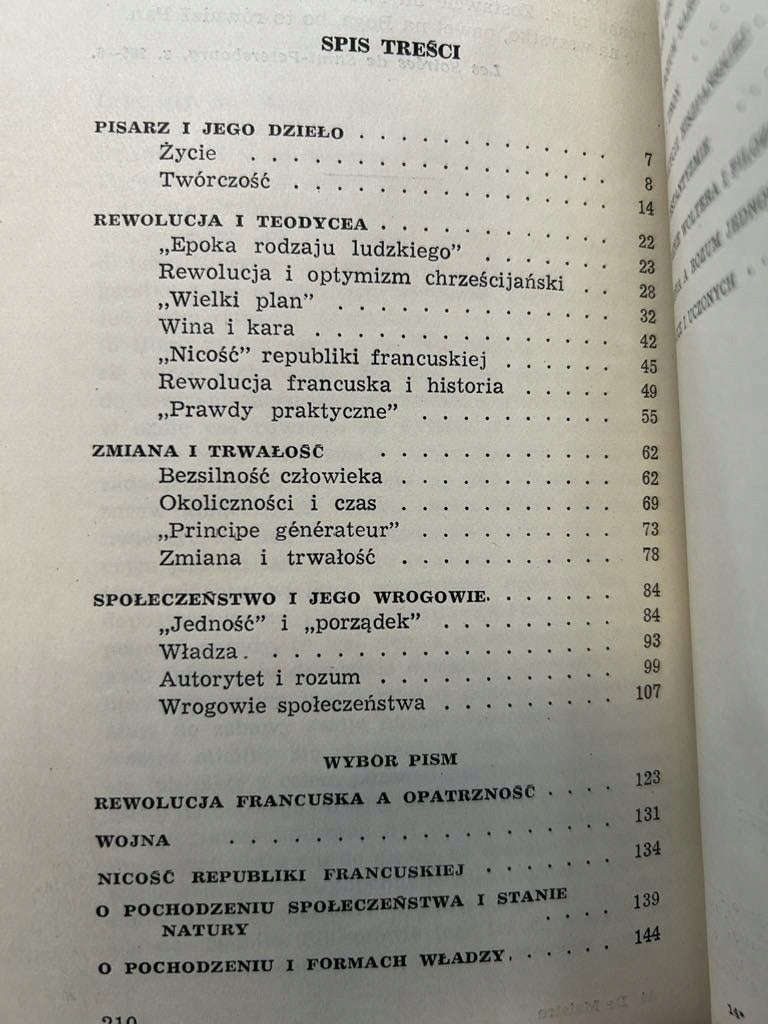 SPIS TREŚCI
PISARZ I JEGO DZIEŁO . . . . . . . . . . 7
Życie . . . . . . . . . . . . . 8
Twórczość . . . . . . . . . . . 14
REWOLUCJA I TEODYCEA . . . . . . . . . 22
„Epoka rodzaju ludzkiego” . . . . . 23
Rewolucja i optymizm chrześcijański . . 28
„Wielki plan” . . . . . . . . . . 32
Wina i kara . . . . . . . . . . . 42
„Nicość” republiki francuskiej . . . . . 45
Rewolucja francuska i historia . . . . . 49
„Prawdy praktyczne” . . . . . . . . 55
ZMIANA I TRWAŁOŚĆ . . . . . . . . . 62
Bezsilność człowieka . . . . . . . . 62
Okoliczności i czas . . . . . . . . . 69
„Principe générateur” . . . . . . . . 73
Zmiana i trwałość . . . . . . . . . 78
SPOŁECZEŃSTWO I JEGO WROGOWIE. . . . . . 84
„Jedność” i „porządek” . . . . . . . 84
Władza . . . . . . . . . . . . . 93
Autorytet i rozum . . . . . . . . . 99
Wrogowie społeczeństwa . . . . . . . 107
WYBÓR PISM
REWOLUCJA FRANCUSKA A OPATRZNOŚĆ . . . . 123
WOJNA . . . . . . . . . . . . . . 131
NICOŚĆ REPUBLIKI FRANCUSKIEJ . . . . . . 134
O POCHODZENIU SPOŁECZEŃSTWA I STANIE
NATURY . . . . 139
O POCHODZENIU I FORMACH WŁADZY. . . . . 144
210
WOLTERA I
A ROZUM
I UCZONYCH